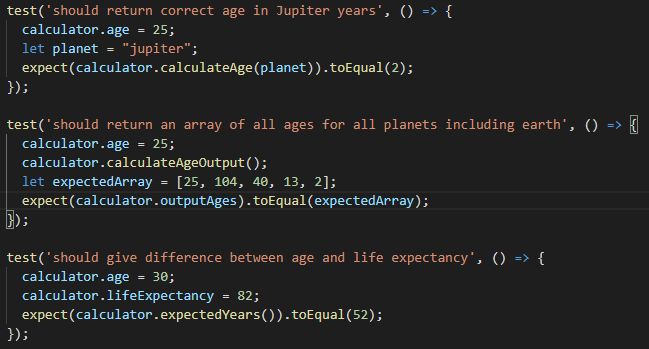 test('should return correct age in Jupiter years', () => {
  calculator.age = 25;
  let planet = "jupiter";
  expect(calculator.calculateAge(planet)).toEqual(2);
});
test('should return an array of all ages for all planets including earth', () => {
  calculator.age = 25;
  calculator.calculateAgeOutput();
  let expectedArray = [25, 104, 40, 13, 2];
  expect(calculator.outputAges).toEqual(expectedArray);
});
test('should give difference between age and life expectancy', () => {
  calculator.age = 30;
  calculator.lifeExpectancy = 82;
  expect(calculator.expectedYears()).toEqual(52);
});